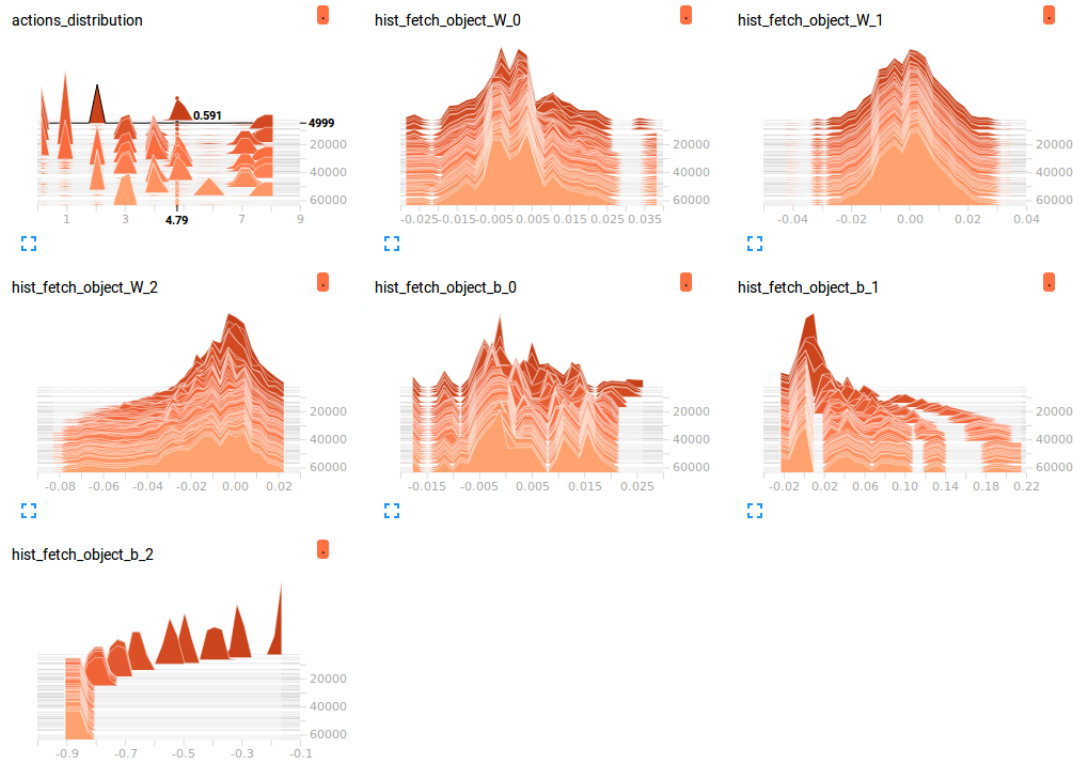 actions_distribution
0.591
4999
20000
40000
60000
1 3 7 9
4.79
hist_fetch_object_W_0
20000
40000
60000
-0.025 -0.015 -0.005 0.005 0.015 0.025 0.035
hist_fetch_object_W_1
20000
40000
60000
-0.04 -0.02 0.00 0.02 0.04
hist_fetch_object_W_2
20000
40000
60000
-0.08 -0.06 -0.04 -0.02 0.00 0.02
hist_fetch_object_b_0
20000
40000
60000
-0.015 -0.005 0.005 0.015 0.025
hist_fetch_object_b_1
20000
40000
60000
-0.02 0.02 0.06 0.10 0.14 0.18 0.22
hist_fetch_object_b_2
20000
40000
60000
-0.9 -0.7 -0.5 -0.3 -0.1